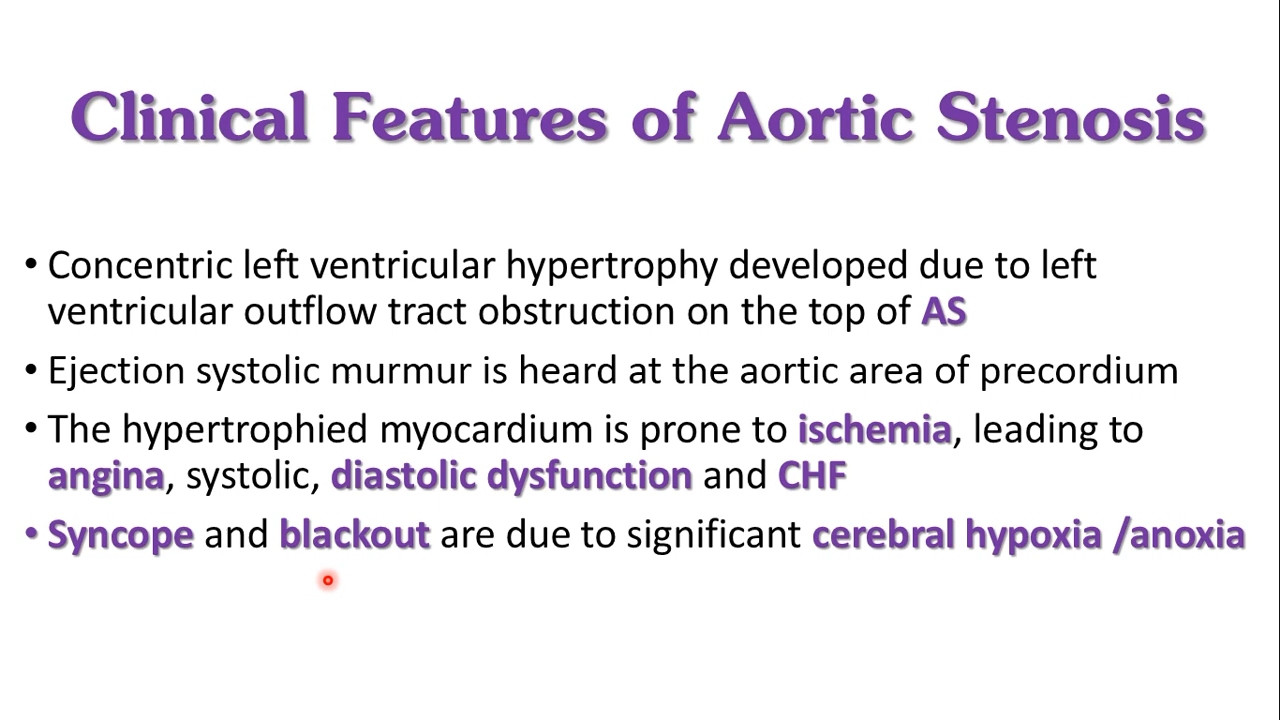 Clinical Features of Aortic Stenosis
• Concentric left ventricular hypertrophy developed due to left
ventricular outflow tract obstruction on the top of AS
• Ejection systolic murmur is heard at the aortic area of precordium
• The hypertrophied myocardium is prone to ischemia, leading to
angina, systolic, diastolic dysfunction and CHF
• Syncope and blackout are due to significant cerebral hypoxia /anoxia